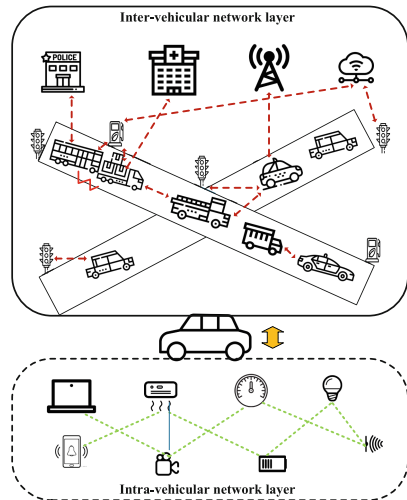 Inter-vehicular network layer
POLICE
Intra-vehicular network layer